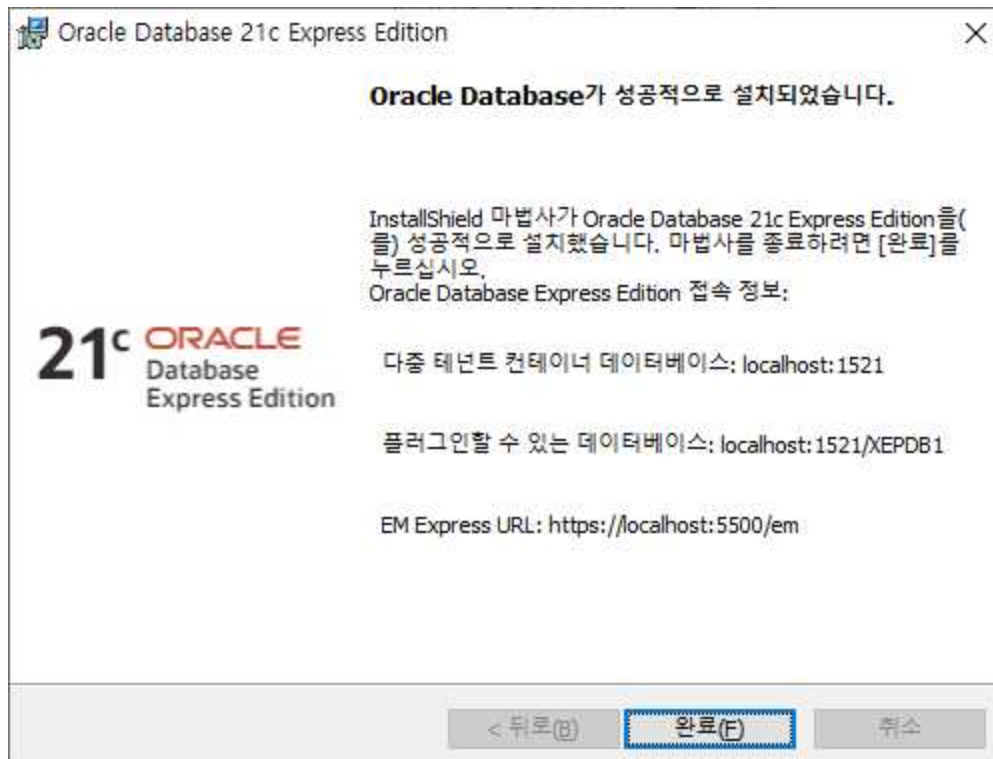 Oracle Database 21c Express Edition
Oracle Database가 성공적으로 설치되었습니다.
InstallShield 마법사가 Oracle Database 21c Express Edition을(
를) 성공적으로 설치했습니다. 마법사를 종료하려면 [완료]를
누르십시오.
Oracle Database Express Edition 접속 정보:
21c ORACLE
Database
Express Edition
다중 테넌트 컨테이너 데이터베이스: localhost:1521
플러그인할 수 있는 데이터베이스: localhost:1521/XEPDB1
EM Express URL: https://localhost:5500/em
< 뒤로(B)
완료(F)
취소